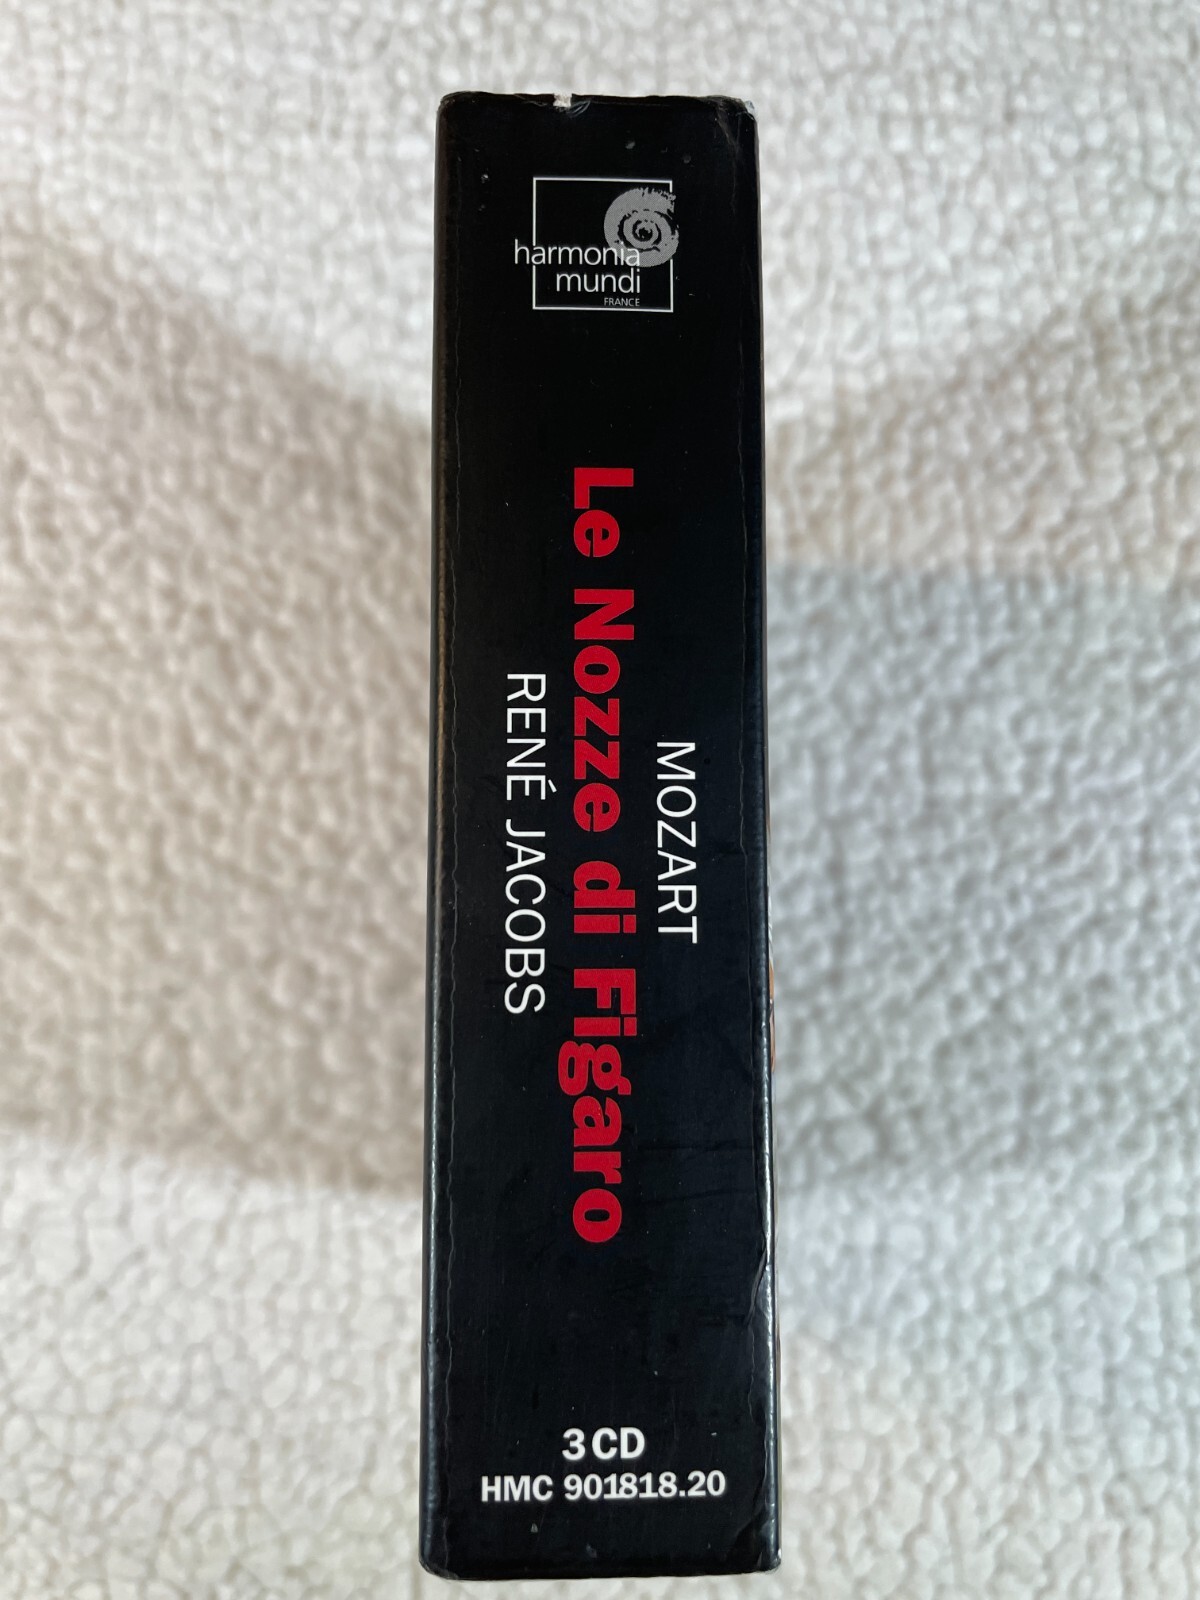 harmonia
mundi
FRANCE
MOZART
Le Nozze di Figaro
RENÉ JACOBS
3 CD
HMC 901818.20